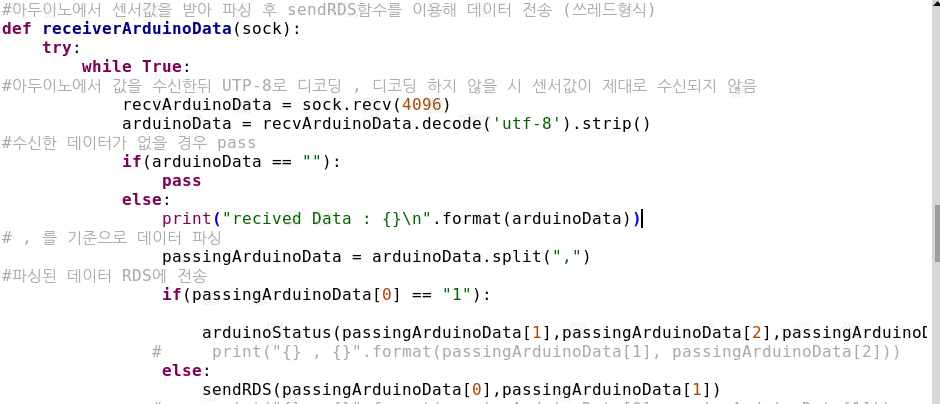 #아두이노에서 센서값을 받아 파싱 후 sendRDS함수를 이용해 데이터 전송 (쓰레드형식)
def receiverArduinoData(sock):
    try:
        while True:
#아두이노에서 값을 수신한뒤 UTP-8로 디코딩 , 디코딩 하지 않을 시 센서값이 제대로 수신되지 않음
            recvArduinoData = sock.recv(4096)
            arduinoData = recvArduinoData.decode('utf-8').strip()
#수신한 데이터가 없을 경우 pass
            if(arduinoData == ""):
                pass
            else:
                print("recived Data : {}\n".format(arduinoData))
# , 를 기준으로 데이터 파싱
                passingArduinoData = arduinoData.split(",")
#파싱된 데이터 RDS에 전송
                if(passingArduinoData[0] == "1"):
                    arduinoStatus(passingArduinoData[1],passingArduinoData[2],passingArduinoD
               #     print("{} , {}".format(passingArduinoData[1], passingArduinoData[2]))
                else:
                    sendRDS(passingArduinoData[0],passingArduinoData[1])